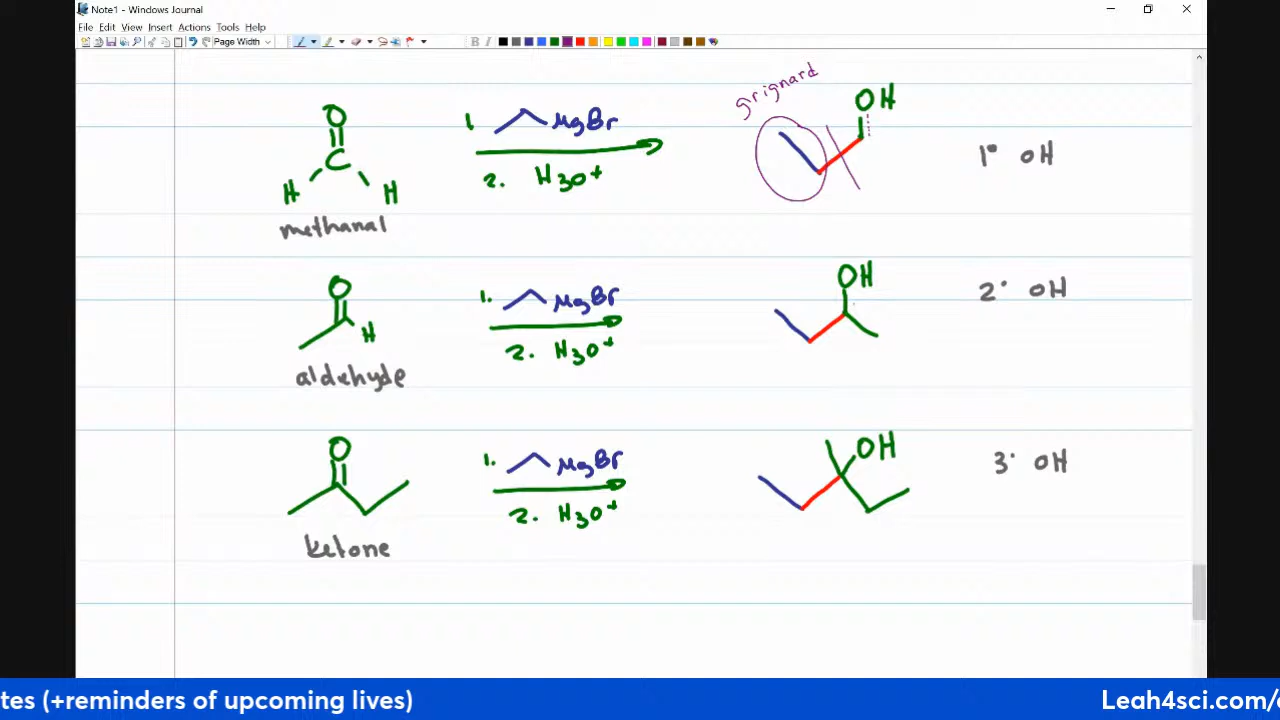 Note1 - Windows Journal
File Edit View Insert Actions Tools Help
Page Width
B I
grignard
O
C
H H
methanal
1. MgBr
2. H3O+
OH
1° OH
O
H
aldehyde
1. MgBr
2. H3O+
OH
2° OH
O
ketone
1. MgBr
2. H3O+
OH
3° OH
tes (+reminders of upcoming lives)
Leah4sci.com/